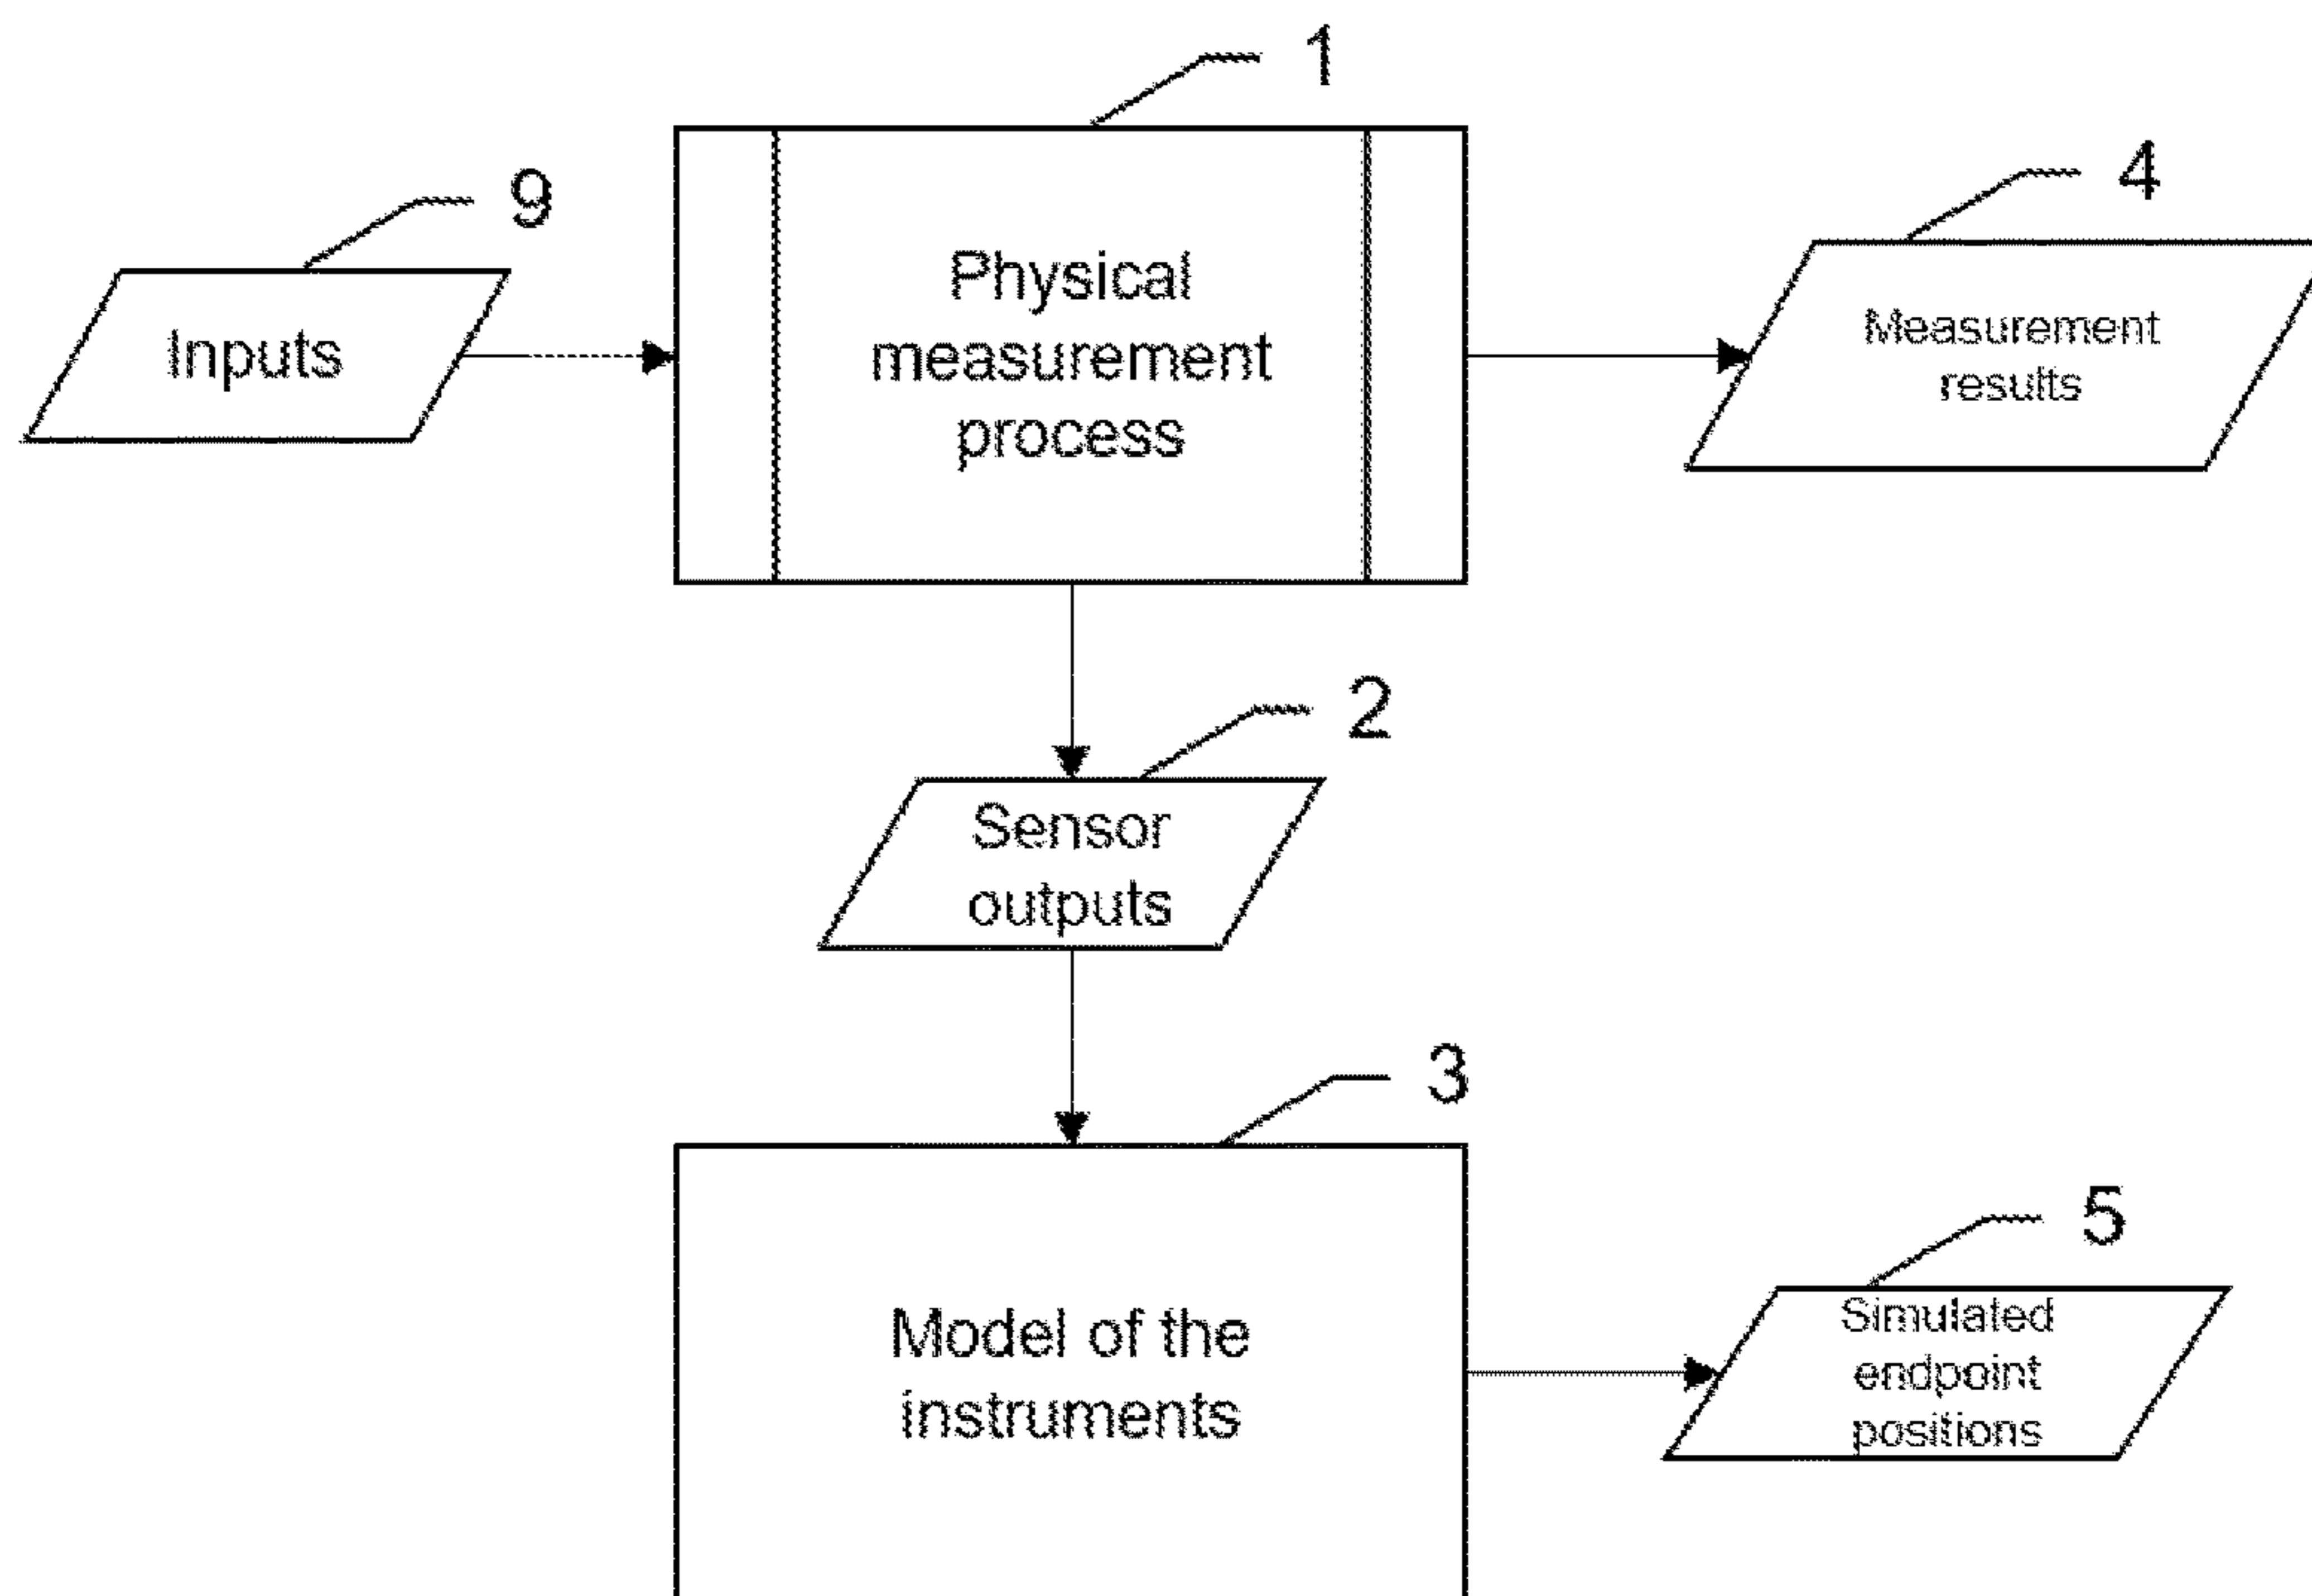 1
9
4
Inputs
Physical
measurement
process
Measurement
results
2
Sensor
outputs
3
5
Model of the
instruments
Simulated
endpoint
positions